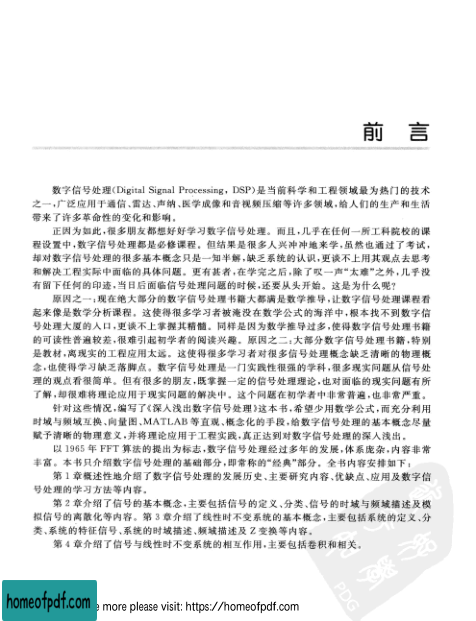 前 言
数字信号处理(Digital Signal Processing, DSP)是当前科学和工程领域最为热门的技术
之一,广泛应用于通信、雷达、声纳、医学成像和音视频压缩等许多领域,给人们的生产和生活
带来了许多革命性的变化和影响。
正因为如此,很多朋友都想好好学习数字信号处理。而且,几乎在任何一所工科院校的课
程设置中,数字信号处理都是必修课程。但结果是很多人兴冲冲地来学,虽然也通过了考试,
却对数字信号处理的很多基本概念只是一知半解,缺乏系统的认识,更谈不上用其观点去思考
和解决工程实际中面临的具体问题。更有甚者,在学完之后,除了叹一声“太难”之外,几乎没
有留下任何的印迹,当日后面临信号处理问题的时候,还要从头开始。这是为什么呢?
原因之一:现在绝大部分的数字信号处理书籍大都满是数学推导,让数字信号处理课程看
起来像是数学分析课程。这使得很多学习者被淹没在数学公式的海洋中,根本找不到数字信
号处理大厦的入口,更谈不上掌握其精髓。同样是因为数学推导过多,使得数字信号处理书籍
的可读性普遍较差,很难引起初学者的阅读兴趣。原因之二:大部分数字信号处理书籍,特别
是教材,离现实的工程应用太远。这使得很多学习者对很多信号处理概念缺乏清晰的物理概
念,也使得学习缺乏落脚点。数字信号处理是一门实践性很强的学科,很多现实问题从信号处
理的观点看很简单。但有很多的朋友,既掌握一定的信号处理理论,也对面临的现实问题有所
了解,却很难将理论应用于现实问题的解决中。这个问题在初学者中非常普遍,也非常严重。
针对这些情况,编写了《深入浅出数字信号处理》这本书,希望少用数学公式,而充分利用
时域与频域互换、向量图、MATLAB等直观、概念化的手段,给数字信号处理的基本概念尽量
赋予清晰的物理意义,并将理论应用于工程实践,真正达到对数字信号处理的深入浅出。
以1965年FFT算法的提出为标志,数字信号处理经过多年的发展,体系庞杂,内容非常
丰富。本书只介绍数字信号处理的基础部分,即常称的“经典”部分。全书内容安排如下:
第1章概述性地介绍了数字信号处理的发展历史、主要研究内容、优缺点、应用及数字信
号处理的学习方法等内容。
第2章介绍了信号的基本概念,主要包括信号的定义、分类、信号的时域与频域描述及模
拟信号的离散化等内容。第3章介绍了线性时不变系统的基本概念,主要包括系统的定义、分
类、系统的特征信号、系统的时域描述、频域描述及Z变换等内容。
第4章介绍了信号与线性时不变系统的相互作用,主要包括卷积和相关。
PDG
homeofpdf.com
e more please visit: https://homeofpdf.com